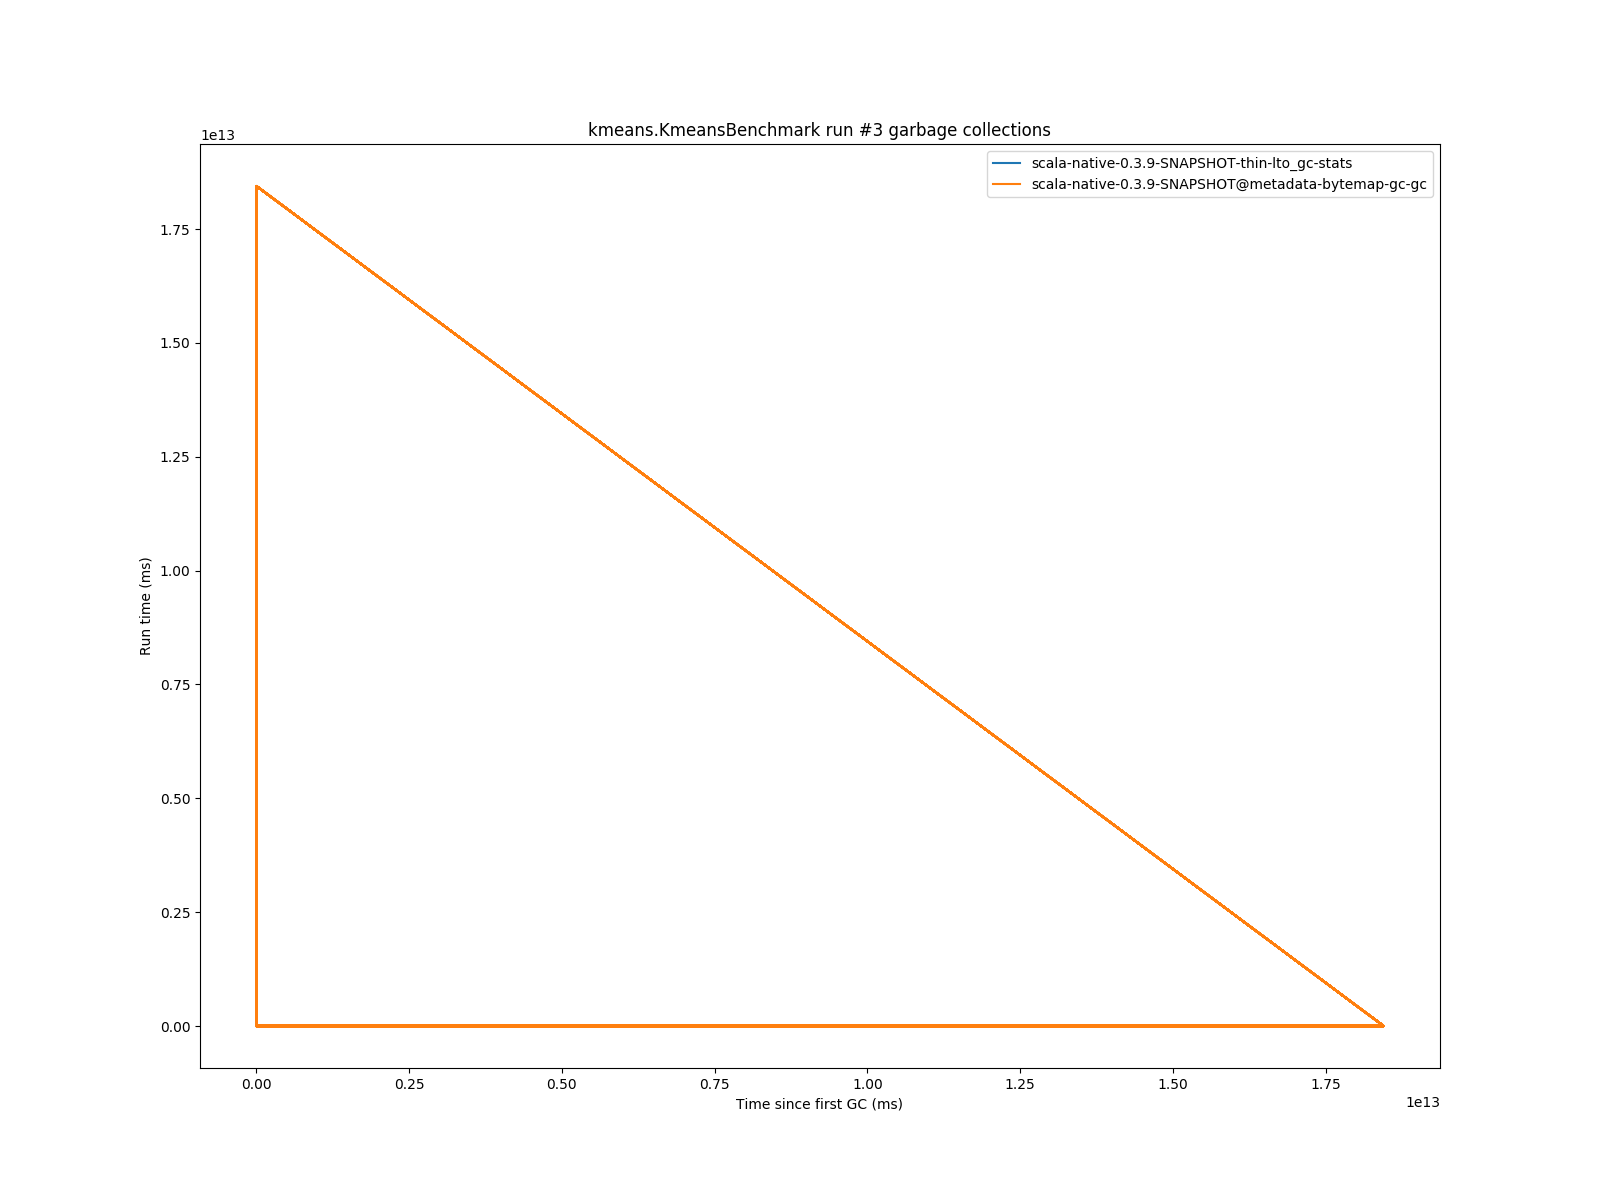 kmeans.KmeansBenchmark run #3 garbage collections
1e13
scala-native-0.3.9-SNAPSHOT-thin-lto_gc-stats
scala-native-0.3.9-SNAPSHOT@metadata-bytemap-gc-gc
1.75
1.50
1.25
1.00
0.75
0.50
0.25
0.00
Run time (ms)
0.00 0.25 0.50 0.75 1.00 1.25 1.50 1.75
1e13
Time since first GC (ms)